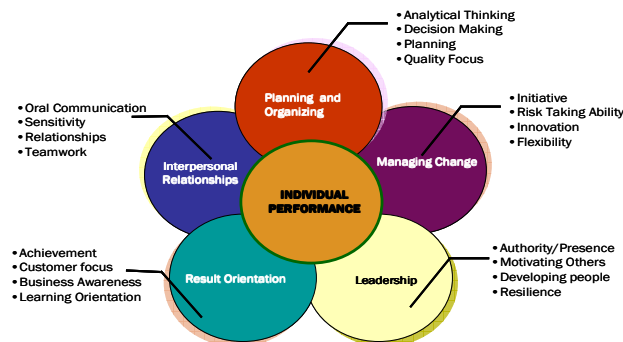 • Analytical Thinking
• Decision Making
• Planning
• Quality Focus
Planning and
Organizing
• Oral Communication
• Sensitivity
• Relationships
• Teamwork
• Initiative
• Risk Taking Ability
• Innovation
• Flexibility
Interpersonal
Relationships
Managing Change
INDIVIDUAL
PERFORMANCE
• Achievement
• Customer focus
• Business Awareness
• Learning Orientation
Result Orientation
Leadership
• Authority/Presence
• Motivating Others
• Developing people
• Resilience